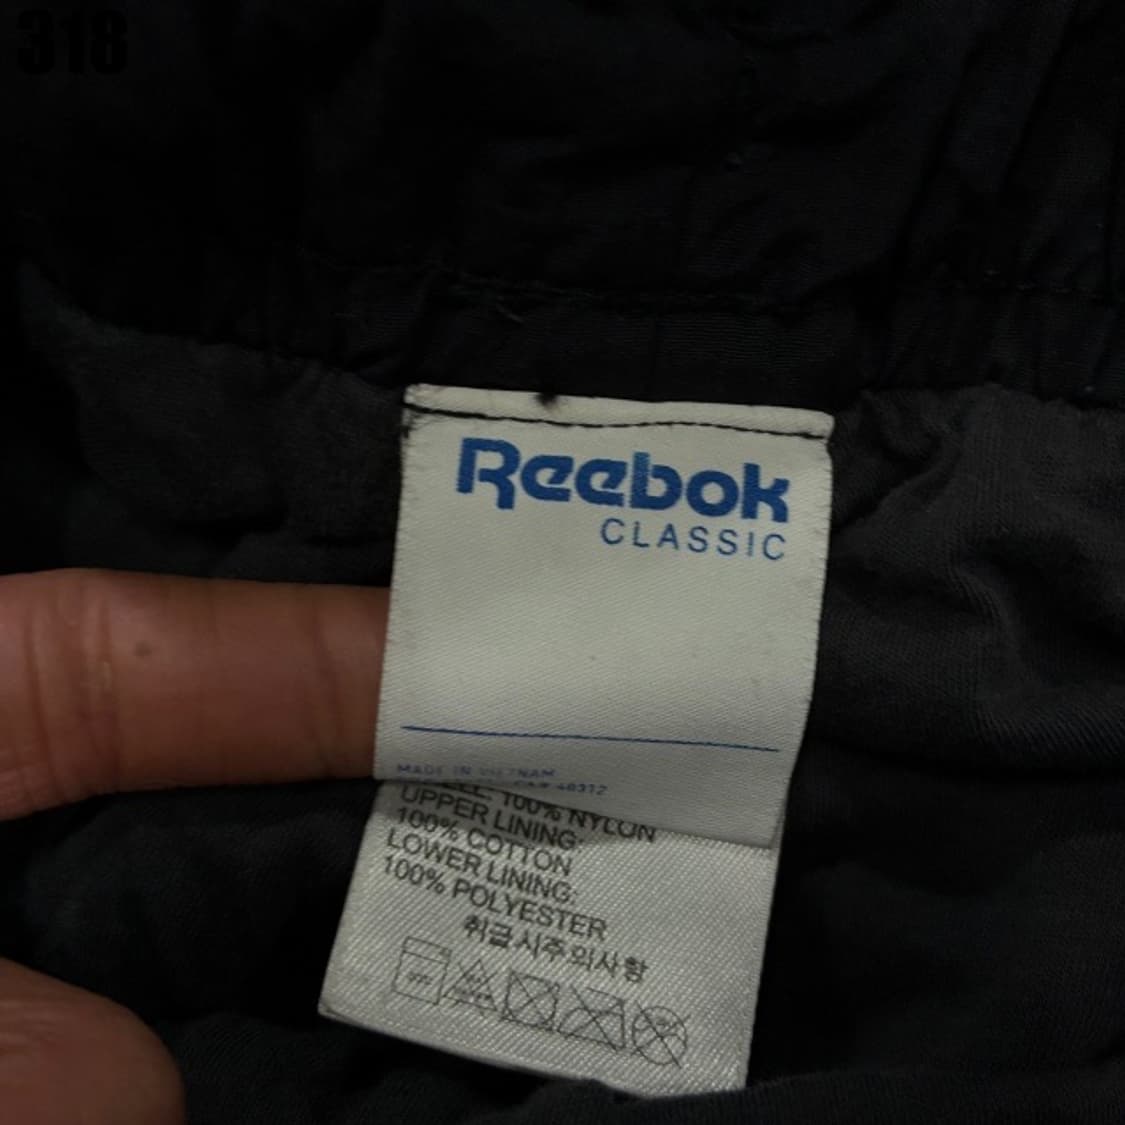 318
Reebok
CLASSIC
MADE IN VIETNAM
40312
100% NYLON
UPPER LINING:
100% COTTON
LOWER LINING:
100% POLYESTER
취급시주의사항